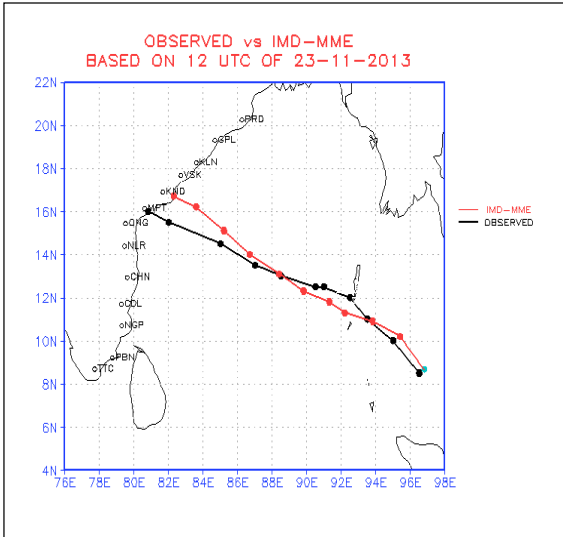 OBSERVED vs IMD-MME
BASED ON 12 UTC OF 23-11-2013
22N
20N
18N
16N
14N
12N
10N
8N
6N
4N
PRD
GPL
KLN
VSK
KND
MPT
ONG
NLR
CHN
CDL
NGP
PBN
TTC
IMD-MME
OBSERVED
76E 78E 80E 82E 84E 86E 88E 90E 92E 94E 96E 98E